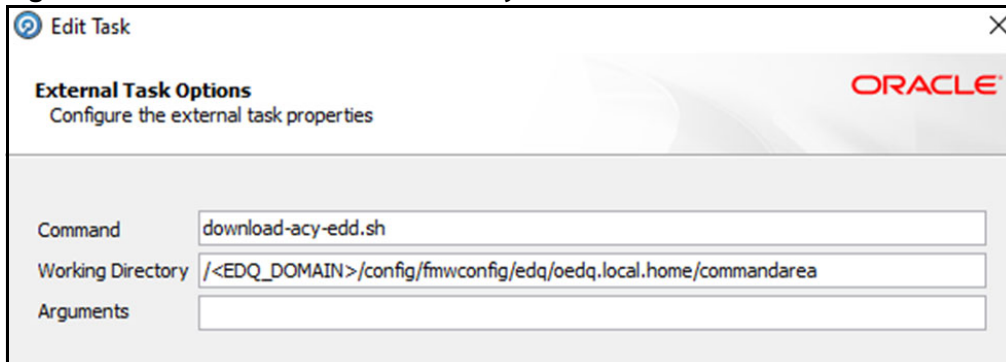 Edit Task
External Task Options
Configure the external task properties
ORACLE
Command
download-acy-edd.sh
Working Directory
/<EDQ_DOMAIN>/config/fmwconfig/edq/oedq.local.home/commandarea
Arguments